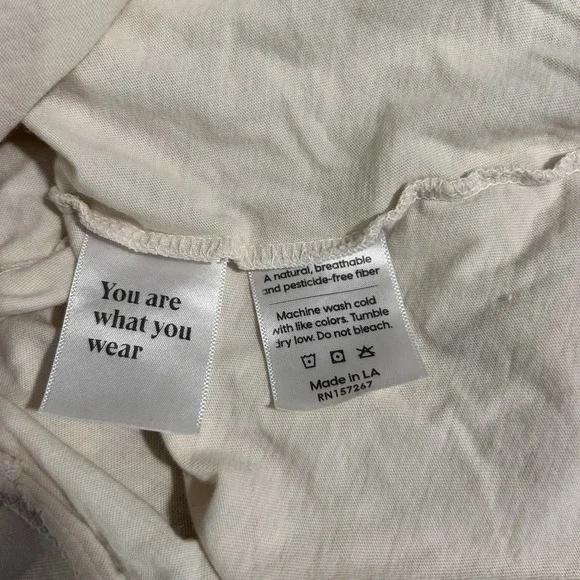 You are
what you
wear
A natural, breathable
and pesticide-free fiber
Machine wash cold
with like colors. Tumble
dry low. Do not bleach.
Made in LA
RN157267